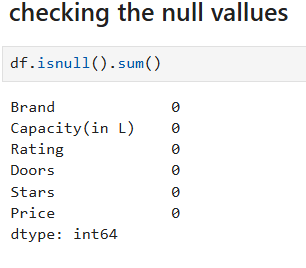 checking the null vallues
df.isnull().sum()
Brand 0
Capacity(in L) 0
Rating 0
Doors 0
Stars 0
Price 0
dtype: int64